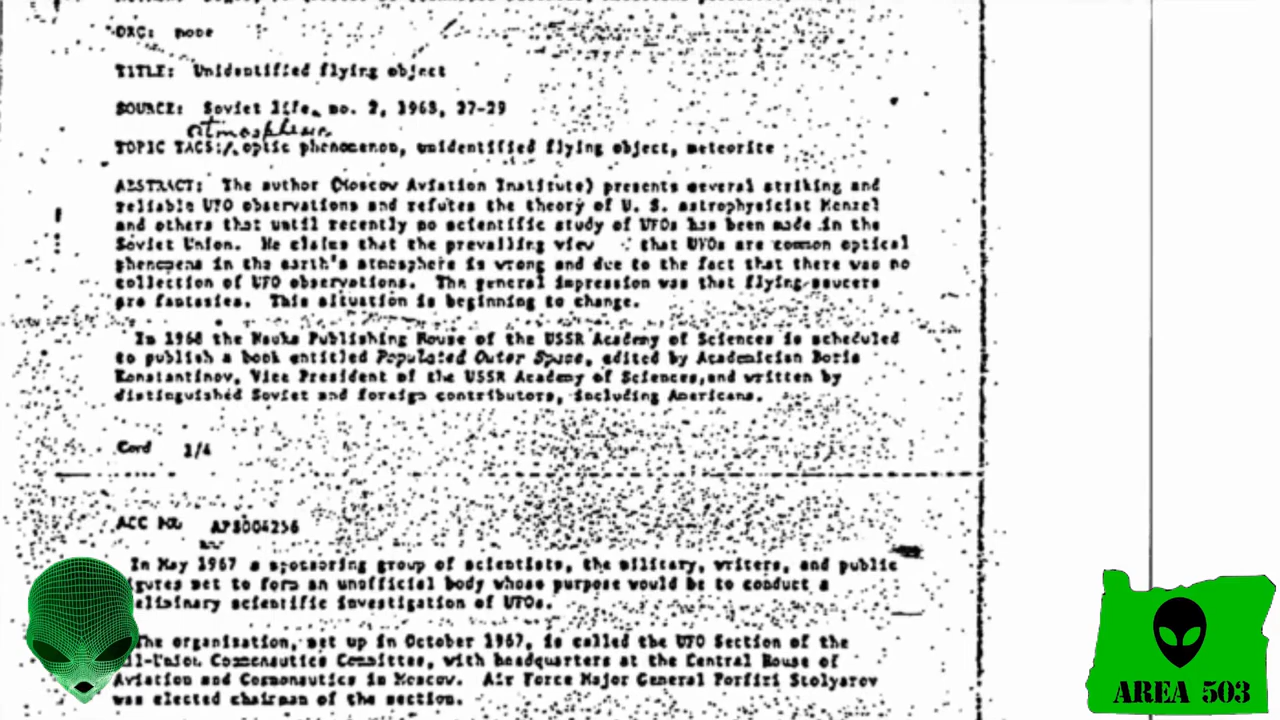 ORG: none
TITLE: Unidentified flying object
SOURCE: Soviet life, no. 2, 1968, 27-29
atmospheric
TOPIC TAGS: optic phenomenon, unidentified flying object, meteorite
ABSTRACT: The author (Moscow Aviation Institute) presents several striking and
reliable UFO observations and refutes the theory of U. S. astrophysicist Menzel
and others that until recently no scientific study of UFOs has been made in the
Soviet Union. He claims that the prevailing view that UFOs are common optical
phenomena in the earth's atmosphere is wrong and due to the fact that there was no
collection of UFO observations. The general impression was that flying saucers
are fantasies. This situation is beginning to change.
In 1968 the Nauka Publishing House of the USSR Academy of Sciences is scheduled
to publish a book entitled Populated Outer Space, edited by Academician Boris
Konstantinov, Vice President of the USSR Academy of Sciences, and written by
distinguished Soviet and foreign contributors, including Americans.
Card 1/4
ACC NR: AP8004256
In May 1967 a sponsoring group of scientists, the military, writers, and public
igures met to form an unofficial body whose purpose would be to conduct a
eliminary scientific investigation of UFOs.
The organization, set up in October 1967, is called the UFO Section of the
ll-Union Cosmonautics Committee, with headquarters at the Central House of
Aviation and Cosmonautics in Moscow. Air Force Major General Porfiri Stolyarov
was elected chairman of the section.
AREA 503